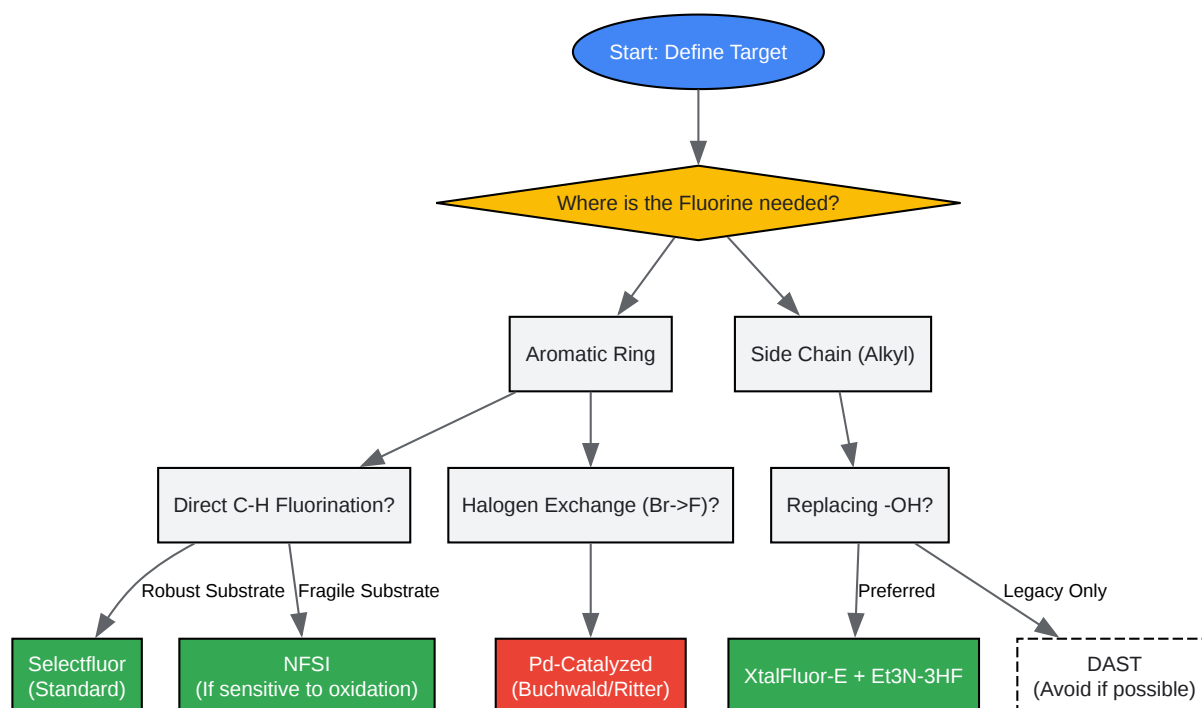 Start: Define Target
Where is the Fluorine needed?
Aromatic Ring
Side Chain (Alkyl)
Direct C-H Fluorination?
Halogen Exchange (Br->F)?
Replacing -OH?
Robust Substrate
Fragile Substrate
Preferred
Legacy Only
Selectfluor
(Standard)
NFSI
(If sensitive to oxidation)
Pd-Catalyzed
(Buchwald/Ritter)
XtalFluor-E + Et3N-3HF
DAST
(Avoid if possible)